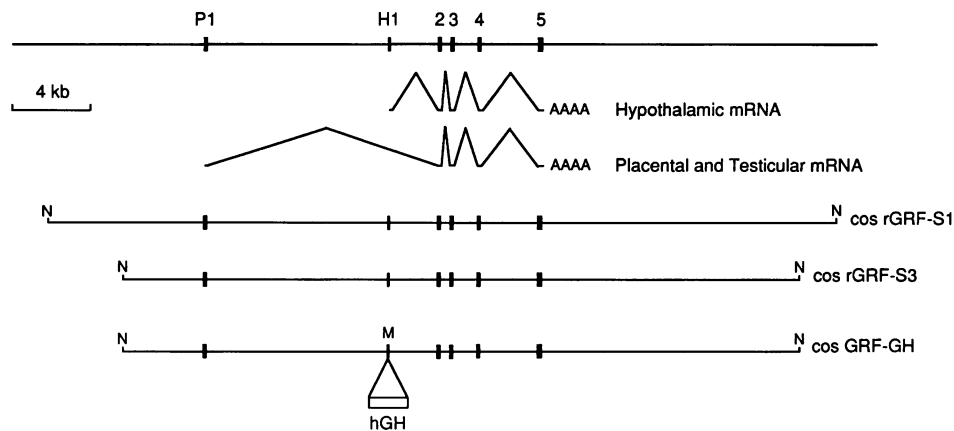 P1 H1 2 3 4 5
4 kb
AAAA Hypothalamic mRNA
AAAA Placental and Testicular mRNA
N N cos rGRF-S1
N N cos rGRF-S3
N M N cos GRF-GH
hGH